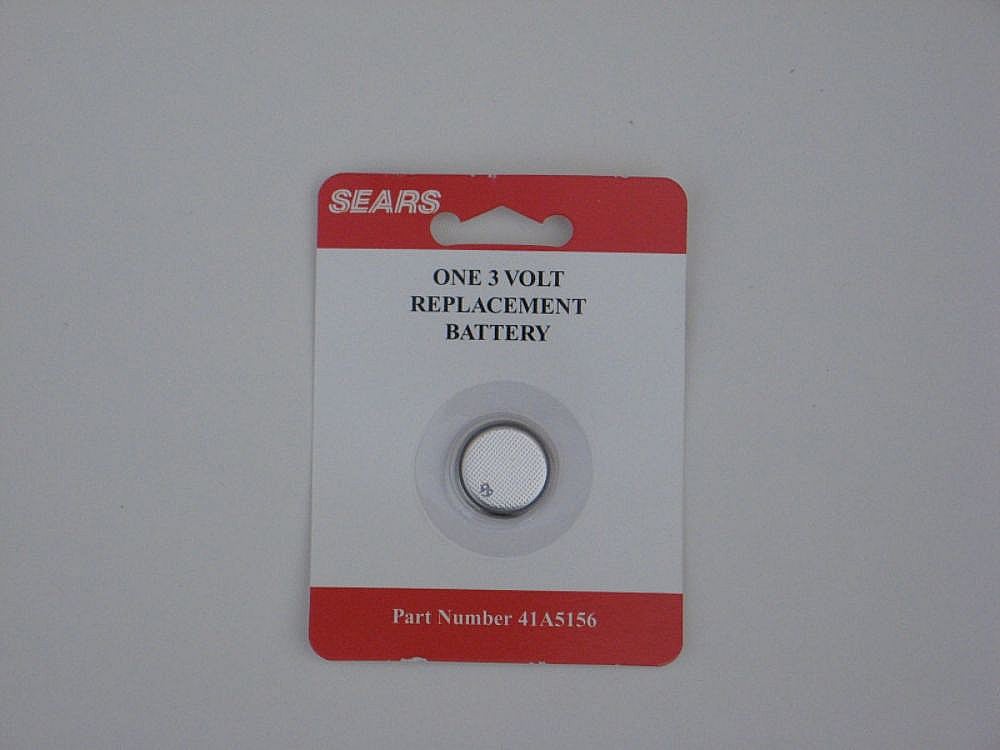 SEARS
ONE 3 VOLT
REPLACEMENT
BATTERY
Part Number 41A5156